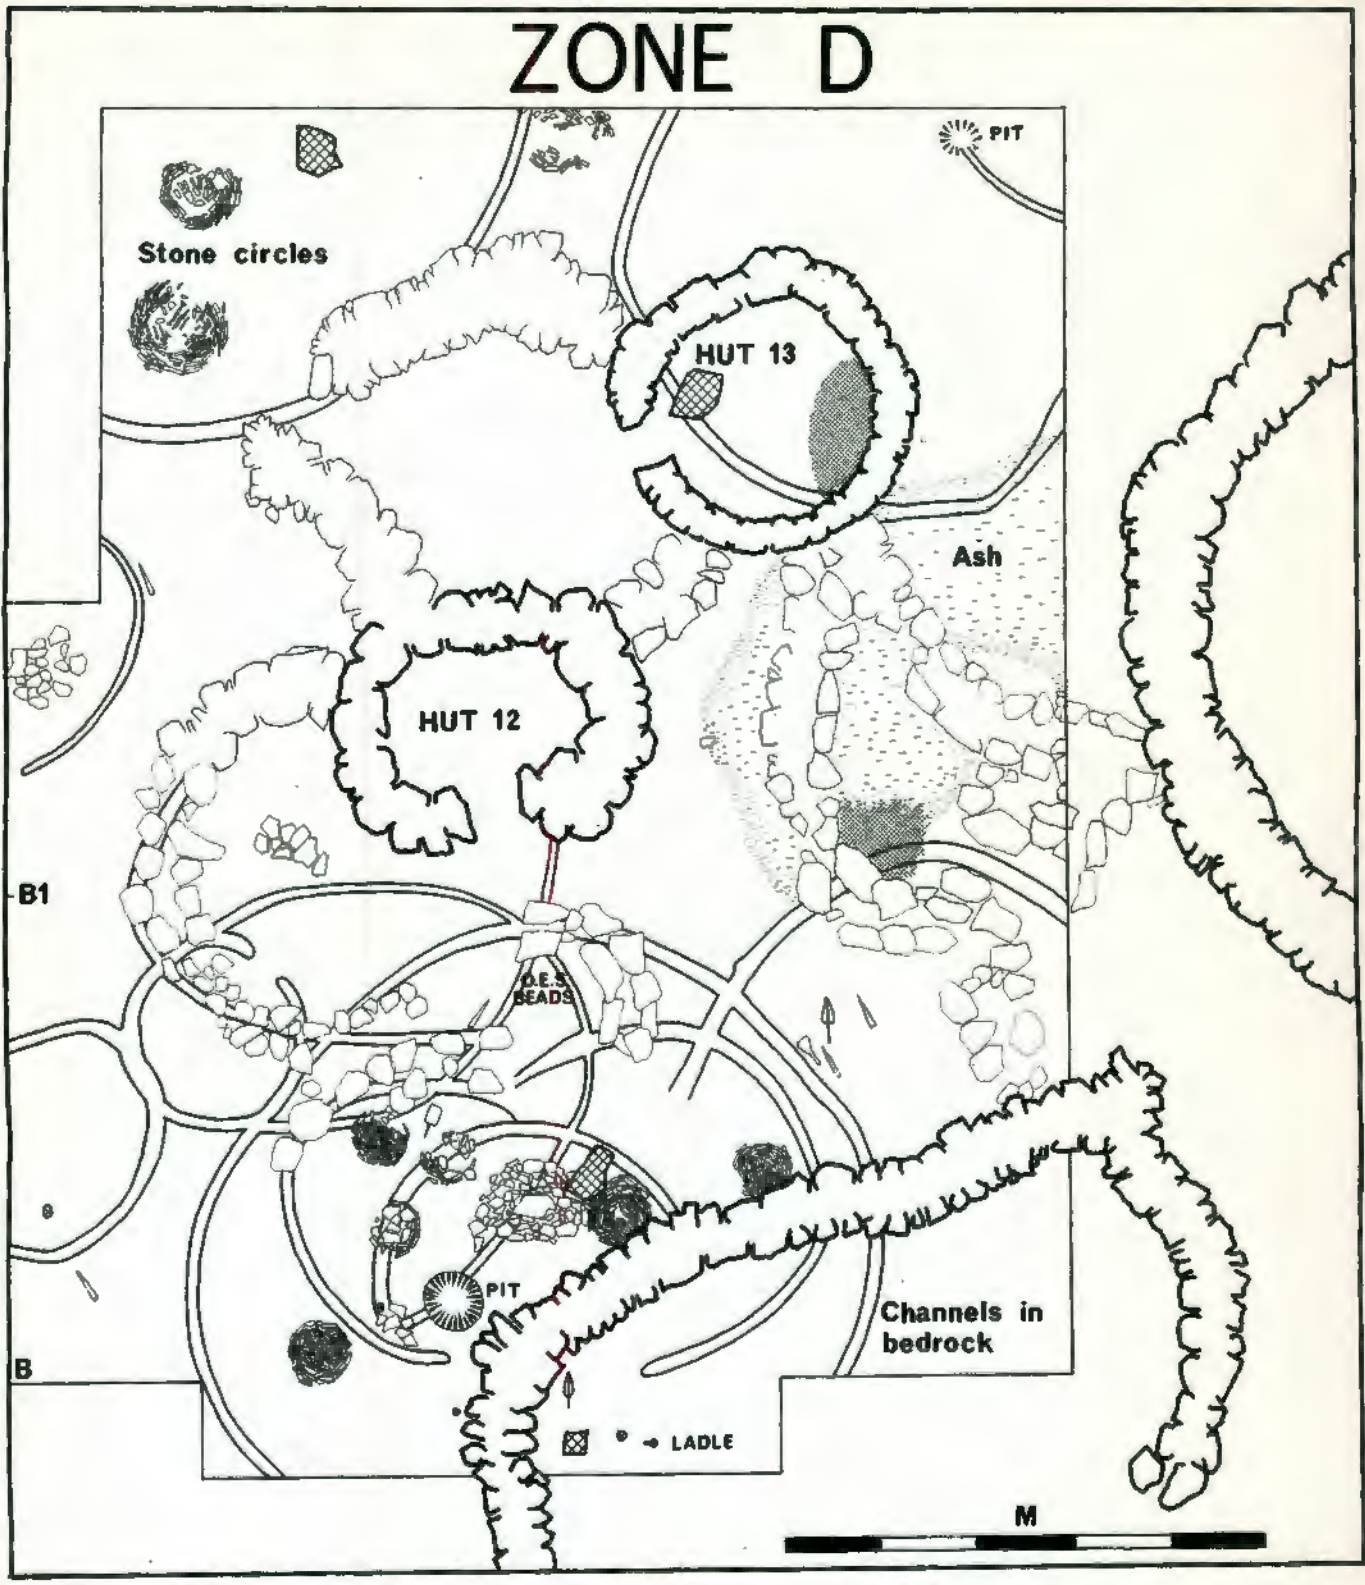 ZONE D
PIT
Stone circles
HUT 13
Ash
HUT 12
B1
D.E.S.
BEADS
PIT
Channels in
bedrock
B
LADLE
M